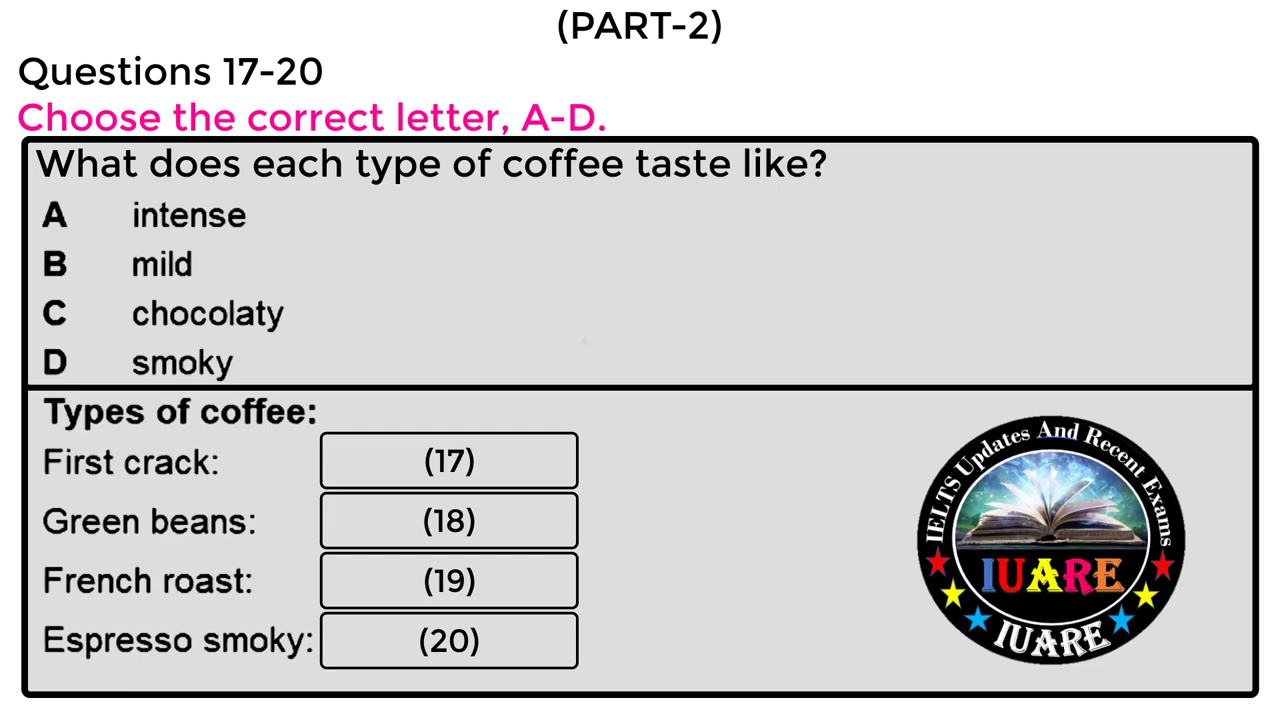 (PART-2)
Questions 17-20
Choose the correct letter, A-D.
What does each type of coffee taste like?
A intense
B mild
C chocolaty
D smoky
Types of coffee:
First crack: (17)
Green beans: (18)
French roast: (19)
Espresso smoky: (20)
IELTS Updates And Recent Exams
IUARE
IUARE